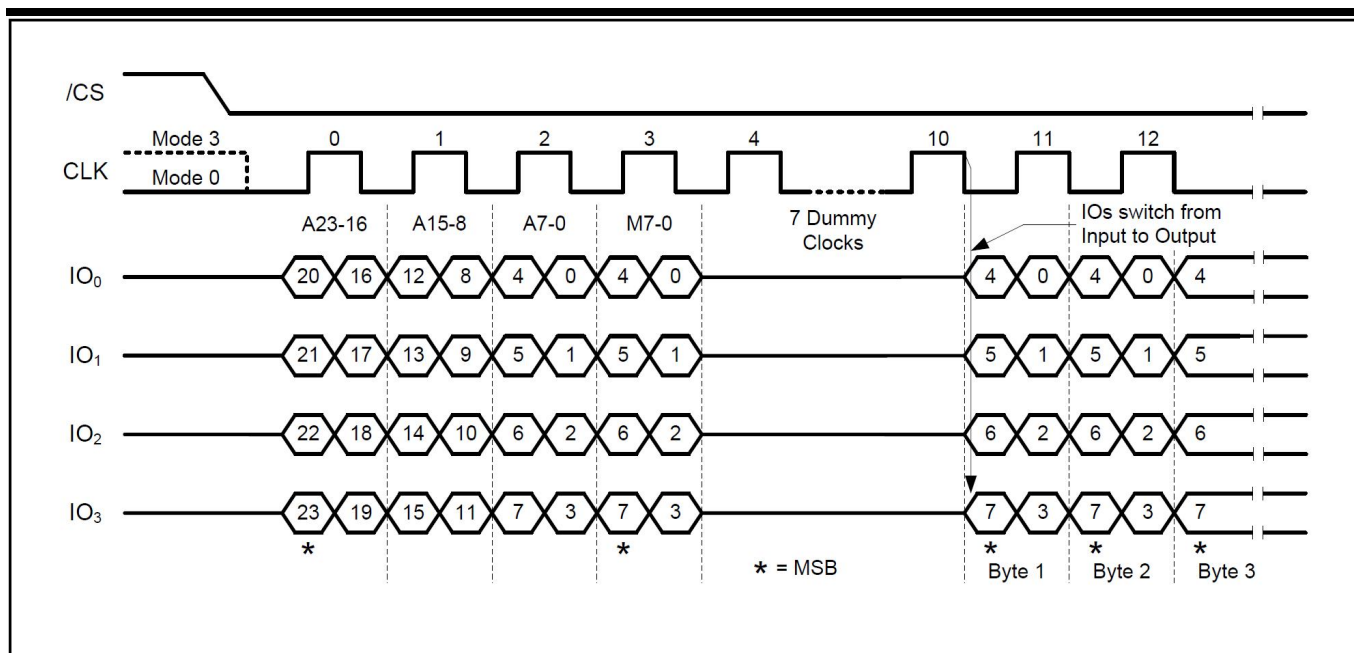 /CS
Mode 3 0 1 2 3 4 10 11 12
CLK
Mode 0
A23-16 A15-8 A7-0 M7-0 7 Dummy Clocks IOs switch from Input to Output
IO₀ 20 16 12 8 4 0 4 0 4 0 4 0 4
IO₁ 21 17 13 9 5 1 5 1 5 1 5 1 5
IO₂ 22 18 14 10 6 2 6 2 6 2 6 2 6
IO₃ 23 19 15 11 7 3 7 3 7 3 7 3 7
* * * * *
* = MSB Byte 1 Byte 2 Byte 3